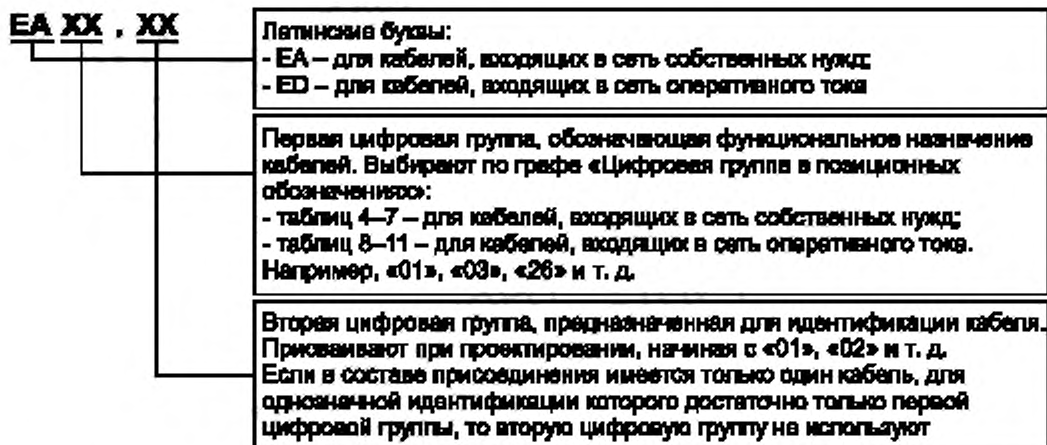 EA XX . XX
Латинские буквы:
- EA – для кабелей, входящих в сеть собственных нужд;
- ED – для кабелей, входящих в сеть оперативного тока
Первая цифровая группа, обозначающая функциональное назначение
кабелей. Выбирают по графе «Цифровая группа в позиционных
обозначениях»:
- таблиц 4–7 – для кабелей, входящих в сеть собственных нужд;
- таблиц 8–11 – для кабелей, входящих в сеть оперативного тока.
Например, «01», «03», «26» и т. д.
Вторая цифровая группа, предназначенная для идентификации кабеля.
Присваивают при проектировании, начиная с «01», «02» и т. д.
Если в составе присоединения имеется только один кабель, для
однозначной идентификации которого достаточно только первой
цифровой группы, то вторую цифровую группу не используют